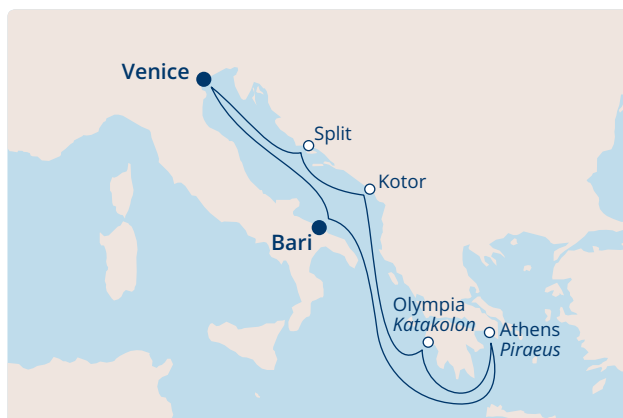 Venice
Split
Kotor
Bari
Olympia
Katakolon
Athens
Piraeus